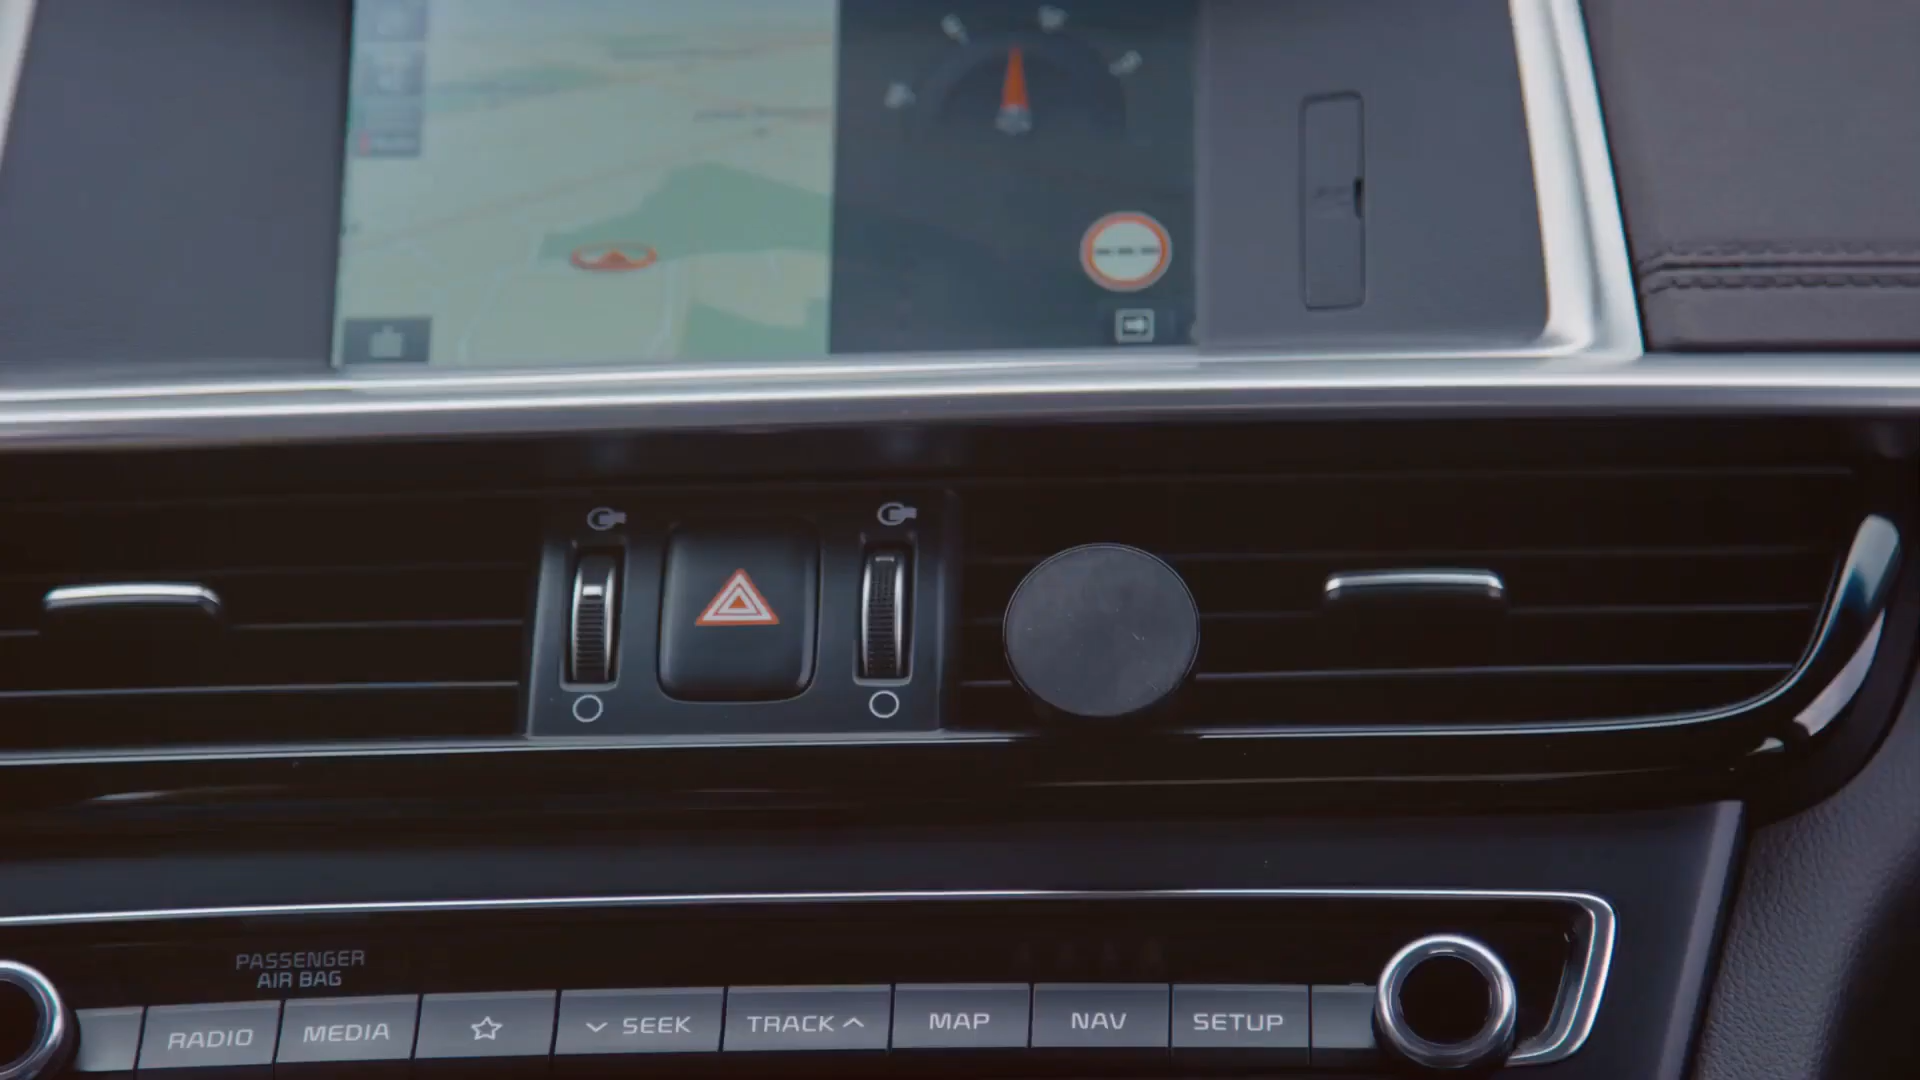 PASSENGER
AIR BAG
RADIO
MEDIA
SEEK
TRACK
MAP
NAV
SETUP